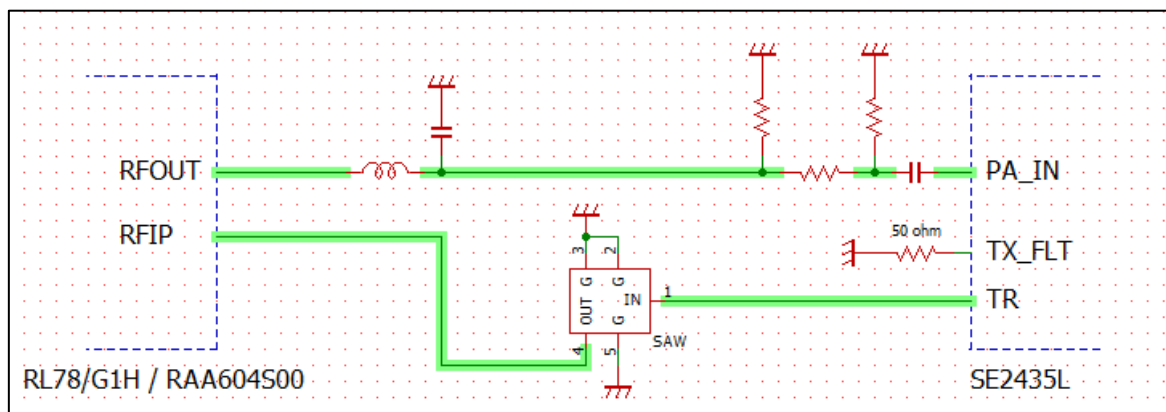 RFOUT
PA_IN
RFIP
50 ohm
TX_FLT
3
2
G
G
IN
1
TR
OUT
G
SAW
4
5
RL78/G1H / RAA604S00
SE2435L